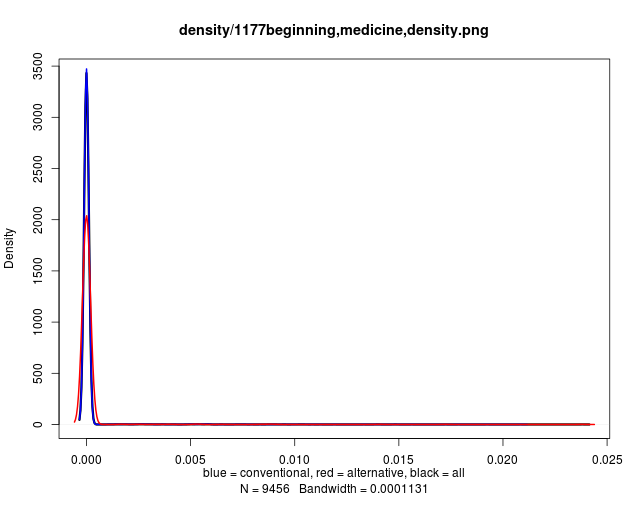 density/1177beginning,medicine,density.png
Density
3500
3000
2500
2000
1500
1000
500
0
0.000 0.005 0.010 0.015 0.020 0.025
blue = conventional, red = alternative, black = all
N = 9456 Bandwidth = 0.0001131